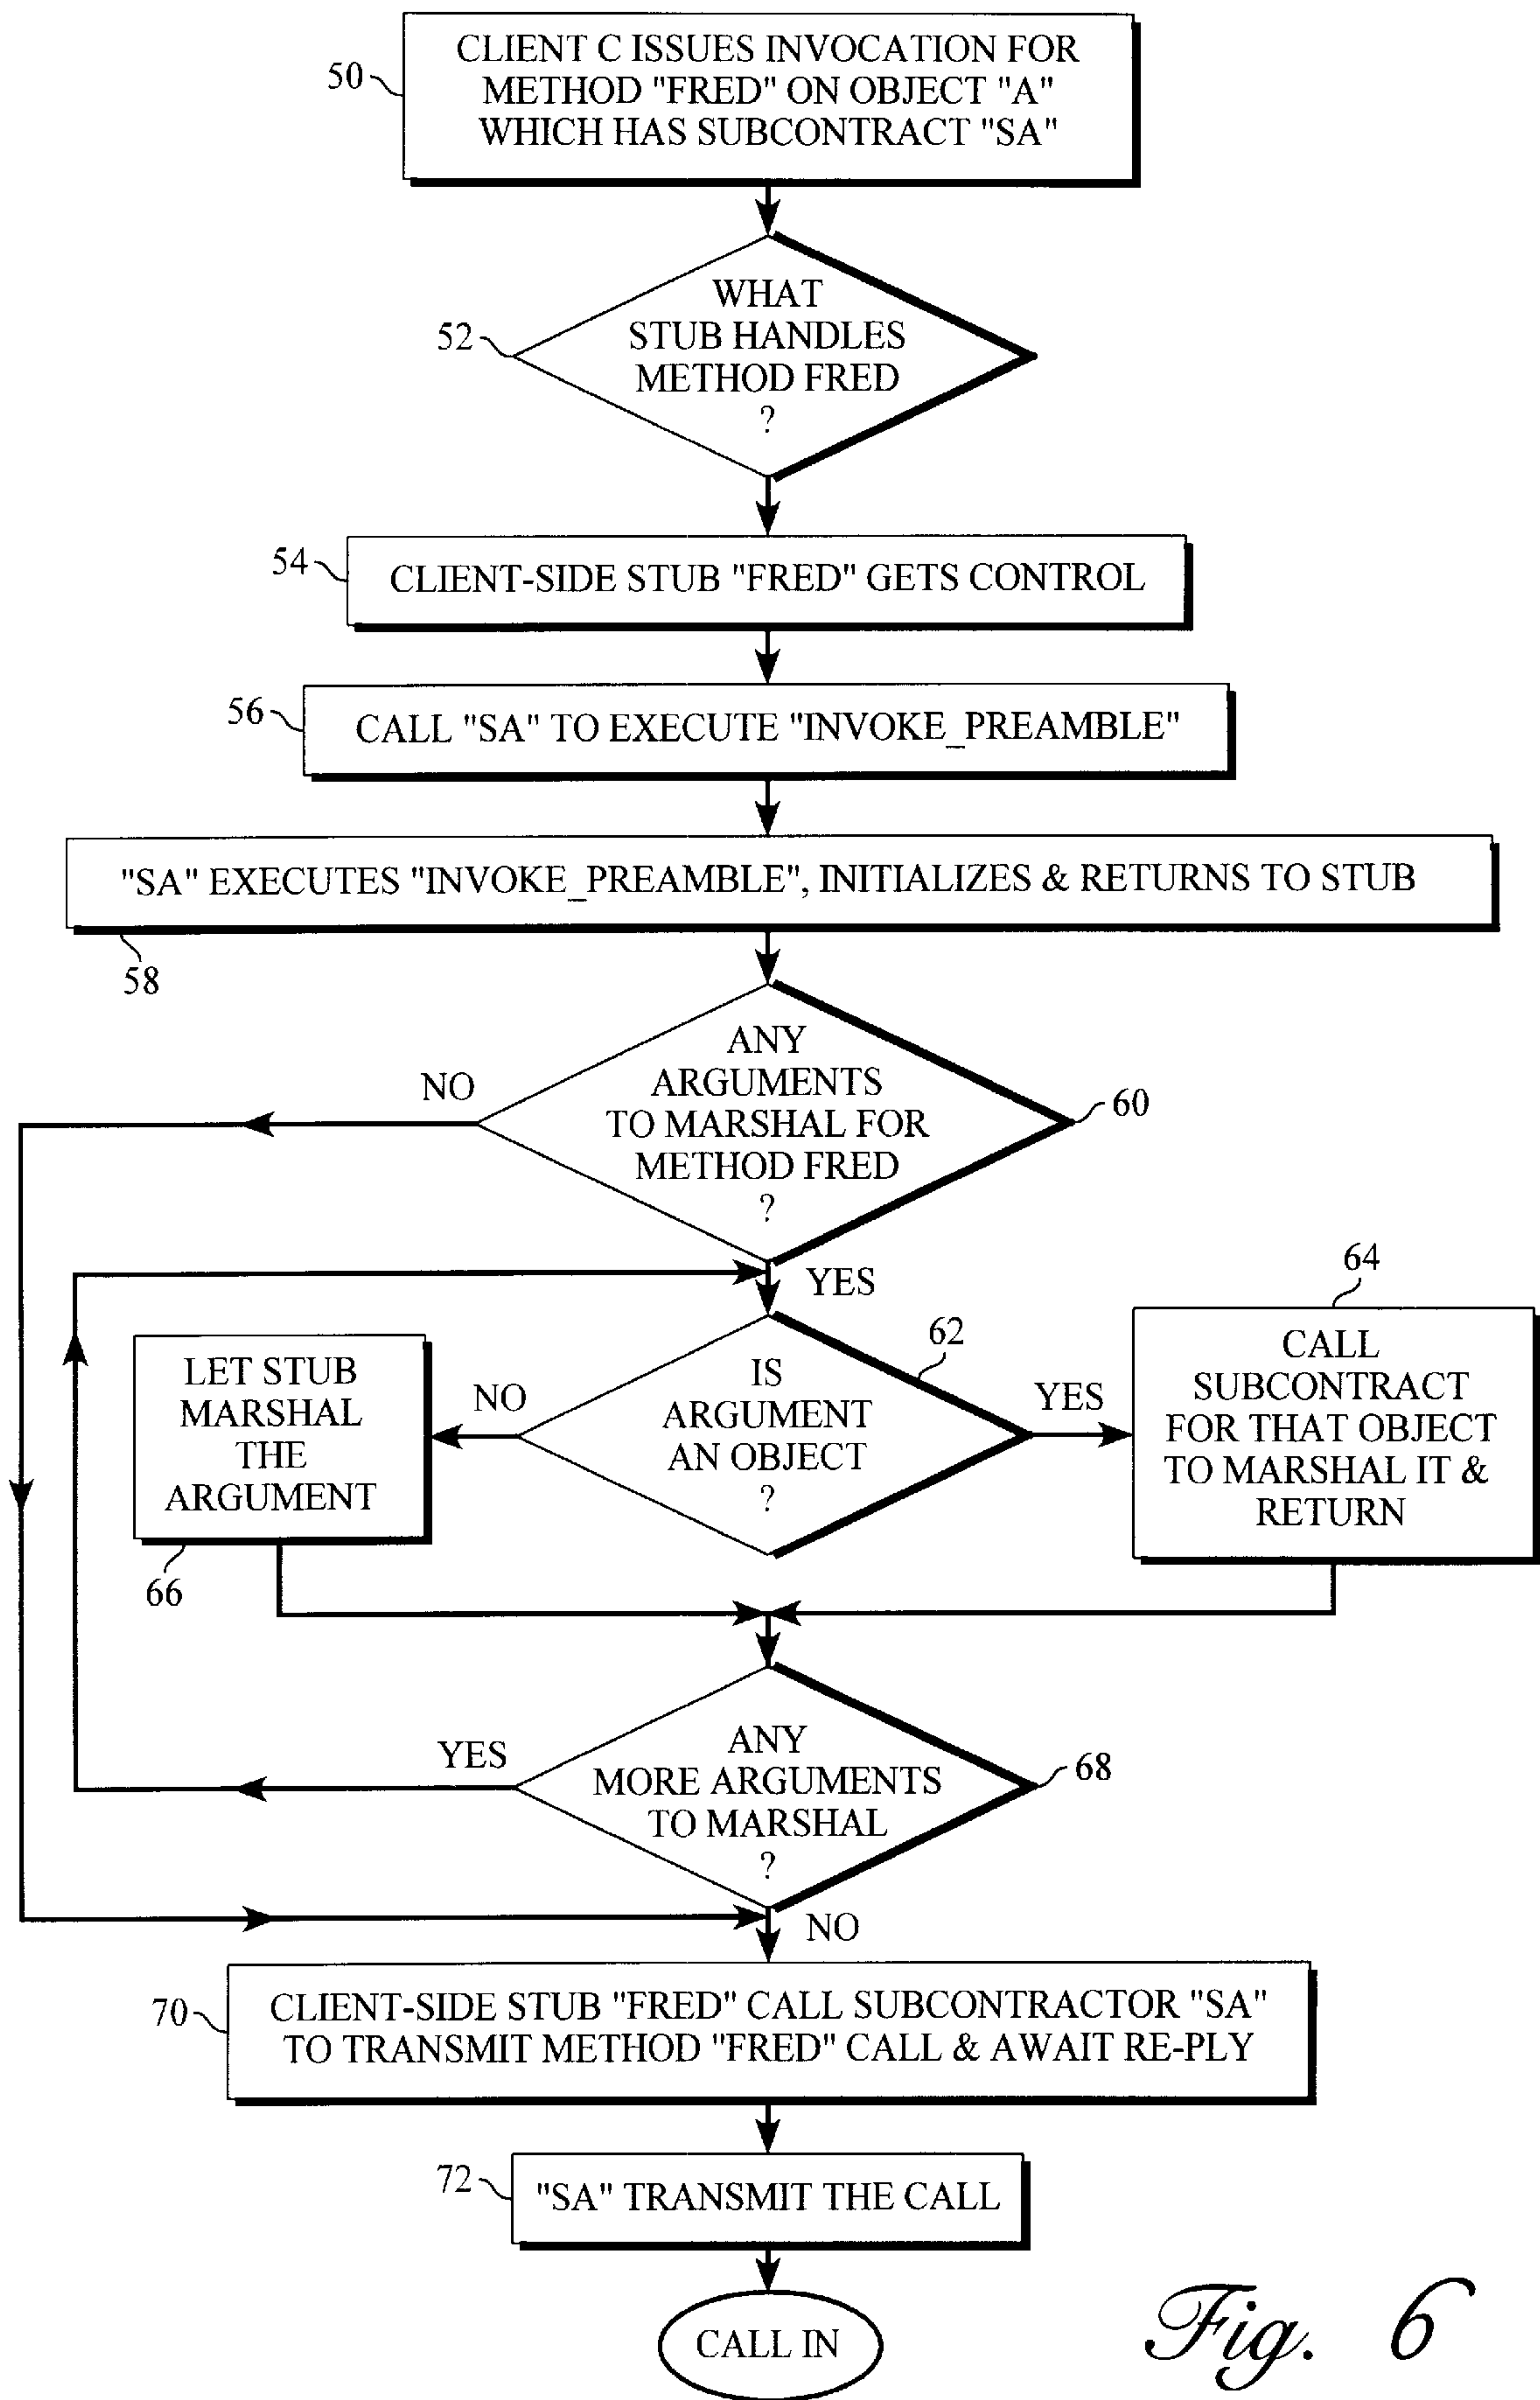 50
CLIENT C ISSUES INVOCATION FOR
METHOD "FRED" ON OBJECT "A"
WHICH HAS SUBCONTRACT "SA"
52
WHAT
STUB HANDLES
METHOD FRED
?
54
CLIENT-SIDE STUB "FRED" GETS CONTROL
56
CALL "SA" TO EXECUTE "INVOKE_PREAMBLE"
"SA" EXECUTES "INVOKE_PREAMBLE", INITIALIZES & RETURNS TO STUB
58
ANY
ARGUMENTS
TO MARSHAL FOR
METHOD FRED
?
NO
60
YES
LET STUB
MARSHAL
THE
ARGUMENT
66
NO
IS
ARGUMENT
AN OBJECT
?
62
YES
64
CALL
SUBCONTRACT
FOR THAT OBJECT
TO MARSHAL IT &
RETURN
YES
ANY
MORE ARGUMENTS
TO MARSHAL
?
68
NO
70
CLIENT-SIDE STUB "FRED" CALL SUBCONTRACTOR "SA"
TO TRANSMIT METHOD "FRED" CALL & AWAIT RE-PLY
72
"SA" TRANSMIT THE CALL
CALL IN
Fig. 6